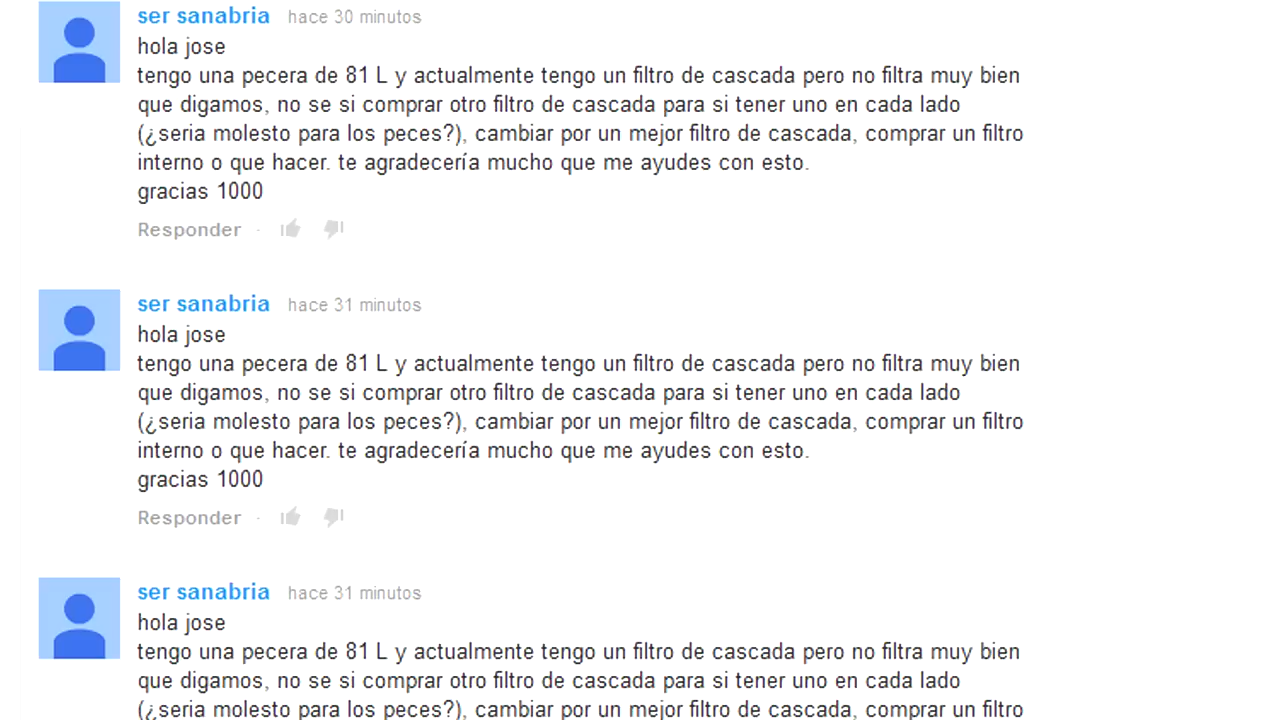 ser sanabria hace 30 minutos
hola jose
tengo una pecera de 81 L y actualmente tengo un filtro de cascada pero no filtra muy bien
que digamos, no se si comprar otro filtro de cascada para si tener uno en cada lado
(¿seria molesto para los peces?), cambiar por un mejor filtro de cascada, comprar un filtro
interno o que hacer. te agradecería mucho que me ayudes con esto.
gracias 1000
Responder ·
ser sanabria hace 31 minutos
hola jose
tengo una pecera de 81 L y actualmente tengo un filtro de cascada pero no filtra muy bien
que digamos, no se si comprar otro filtro de cascada para si tener uno en cada lado
(¿seria molesto para los peces?), cambiar por un mejor filtro de cascada, comprar un filtro
interno o que hacer. te agradecería mucho que me ayudes con esto.
gracias 1000
Responder ·
ser sanabria hace 31 minutos
hola jose
tengo una pecera de 81 L y actualmente tengo un filtro de cascada pero no filtra muy bien
que digamos, no se si comprar otro filtro de cascada para si tener uno en cada lado
(¿seria molesto para los peces?), cambiar por un mejor filtro de cascada, comprar un filtro